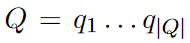 Q = q₁ … q|Q|